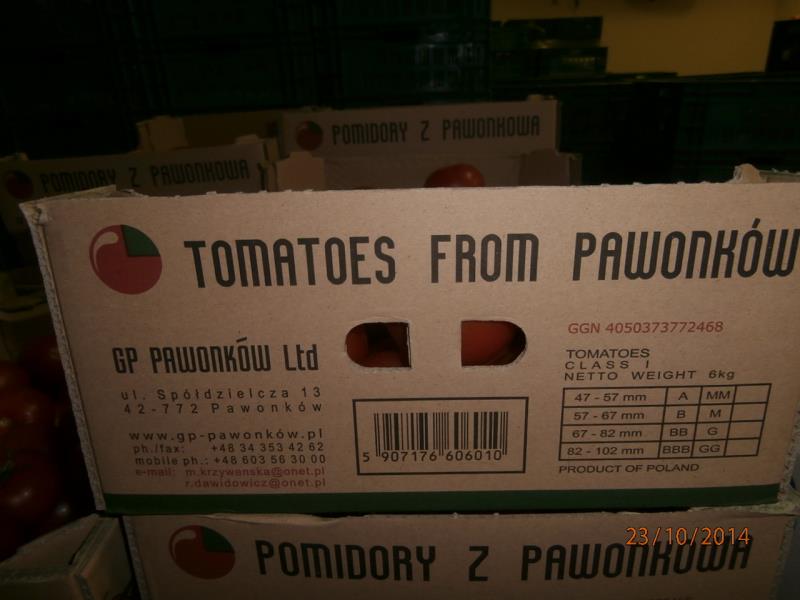 POMIDORY Z PAWONKOWA
POMIDORY Z PAWONKOWA
TOMATOES FROM PAWONKÓW
GGN 4050373772468
GP PAWONKÓW Ltd
ul. Spółdzielcza 13
42-772 Pawonków
www.gp-pawonków.pl
ph./fax: +48 34 353 42 62
mobile ph.: +48 603 56 30 00
e-mail: m.krzywanska@onet.pl
r.dawidowicz@onet.pl
5 907176 606010
TOMATOES
CLASS I
NETTO WEIGHT 6kg
47 - 57 mm A MM
57 - 67 mm B M
67 - 82 mm BB G
82 - 102 mm BBB GG
PRODUCT OF POLAND
23/10/2014
POMIDORY Z PAWONKOWA